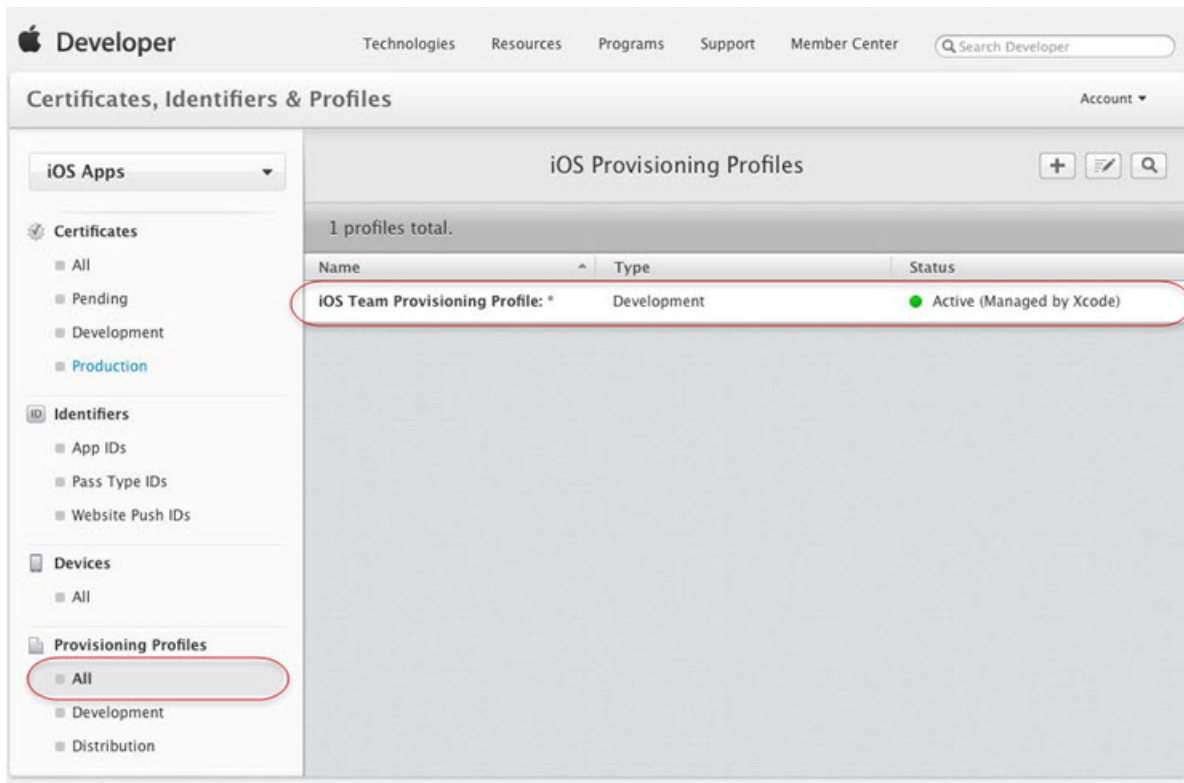 Developer
Technologies Resources Programs Support Member Center Search Developer
Certificates, Identifiers & Profiles Account
iOS Apps
Certificates
All
Pending
Development
Production
ID Identifiers
App IDs
Pass Type IDs
Website Push IDs
Devices
All
Provisioning Profiles
All
Development
Distribution
iOS Provisioning Profiles
1 profiles total.
Name Type Status
iOS Team Provisioning Profile: * Development Active (Managed by Xcode)